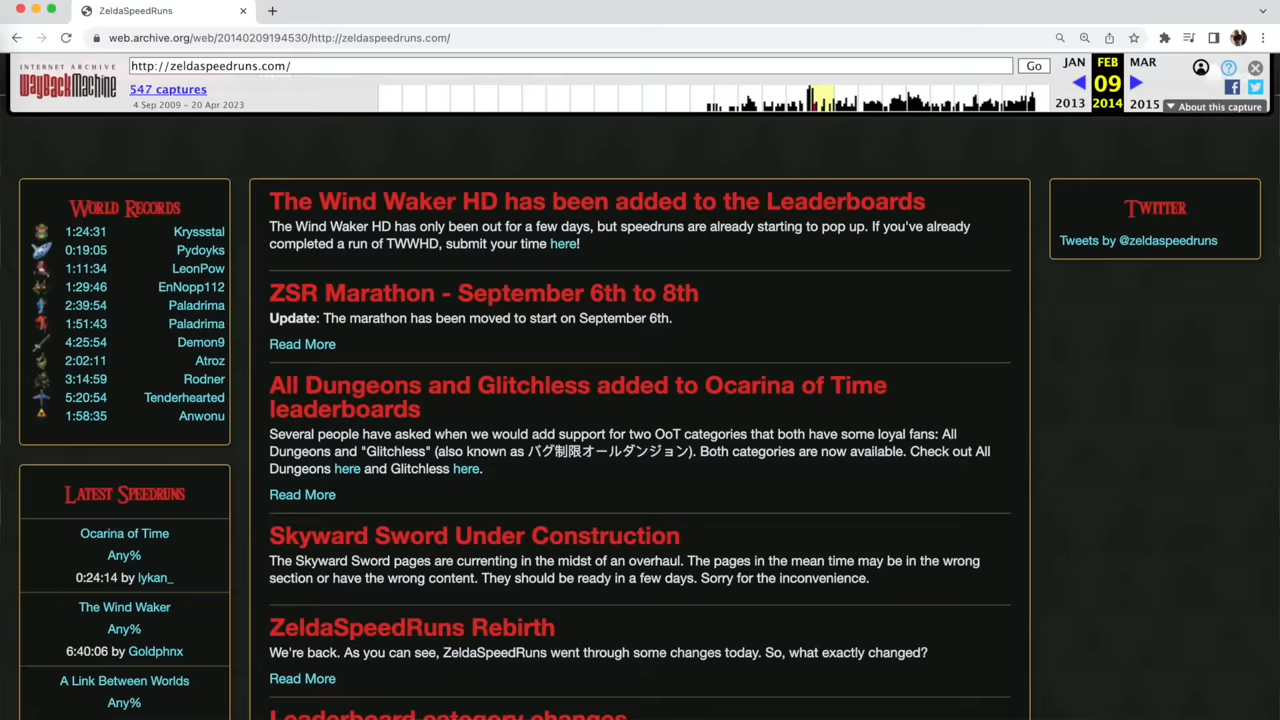 ZeldaSpeedRuns
web.archive.org/web/20140209194530/http://zeldaspeedruns.com/
INTERNET ARCHIVE
WayBackMachine
http://zeldaspeedruns.com/
Go
JAN
FEB
MAR
547 captures
09
4 Sep 2009 – 20 Apr 2023
2013
2014
2015
About this capture
World Records
1:24:31 Kryssstal
0:19:05 Pydoyks
1:11:34 LeonPow
1:29:46 EnNopp112
2:39:54 Paladrima
1:51:43 Paladrima
4:25:54 Demon9
2:02:11 Atroz
3:14:59 Rodner
5:20:54 Tenderhearted
1:58:35 Anwonu
Latest Speedruns
Ocarina of Time
Any%
0:24:14 by lykan_
The Wind Waker
Any%
6:40:06 by Goldphnx
A Link Between Worlds
Any%
The Wind Waker HD has been added to the Leaderboards
The Wind Waker HD has only been out for a few days, but speedruns are already starting to pop up. If you've already
completed a run of TWWHD, submit your time here!
ZSR Marathon - September 6th to 8th
Update: The marathon has been moved to start on September 6th.
Read More
All Dungeons and Glitchless added to Ocarina of Time
leaderboards
Several people have asked when we would add support for two OoT categories that both have some loyal fans: All
Dungeons and "Glitchless" (also known as バグ制限オールダンジョン). Both categories are now available. Check out All
Dungeons here and Glitchless here.
Read More
Skyward Sword Under Construction
The Skyward Sword pages are currenting in the midst of an overhaul. The pages in the mean time may be in the wrong
section or have the wrong content. They should be ready in a few days. Sorry for the inconvenience.
ZeldaSpeedRuns Rebirth
We're back. As you can see, ZeldaSpeedRuns went through some changes today. So, what exactly changed?
Read More
Leaderboard category changes
Twitter
Tweets by @zeldaspeedruns